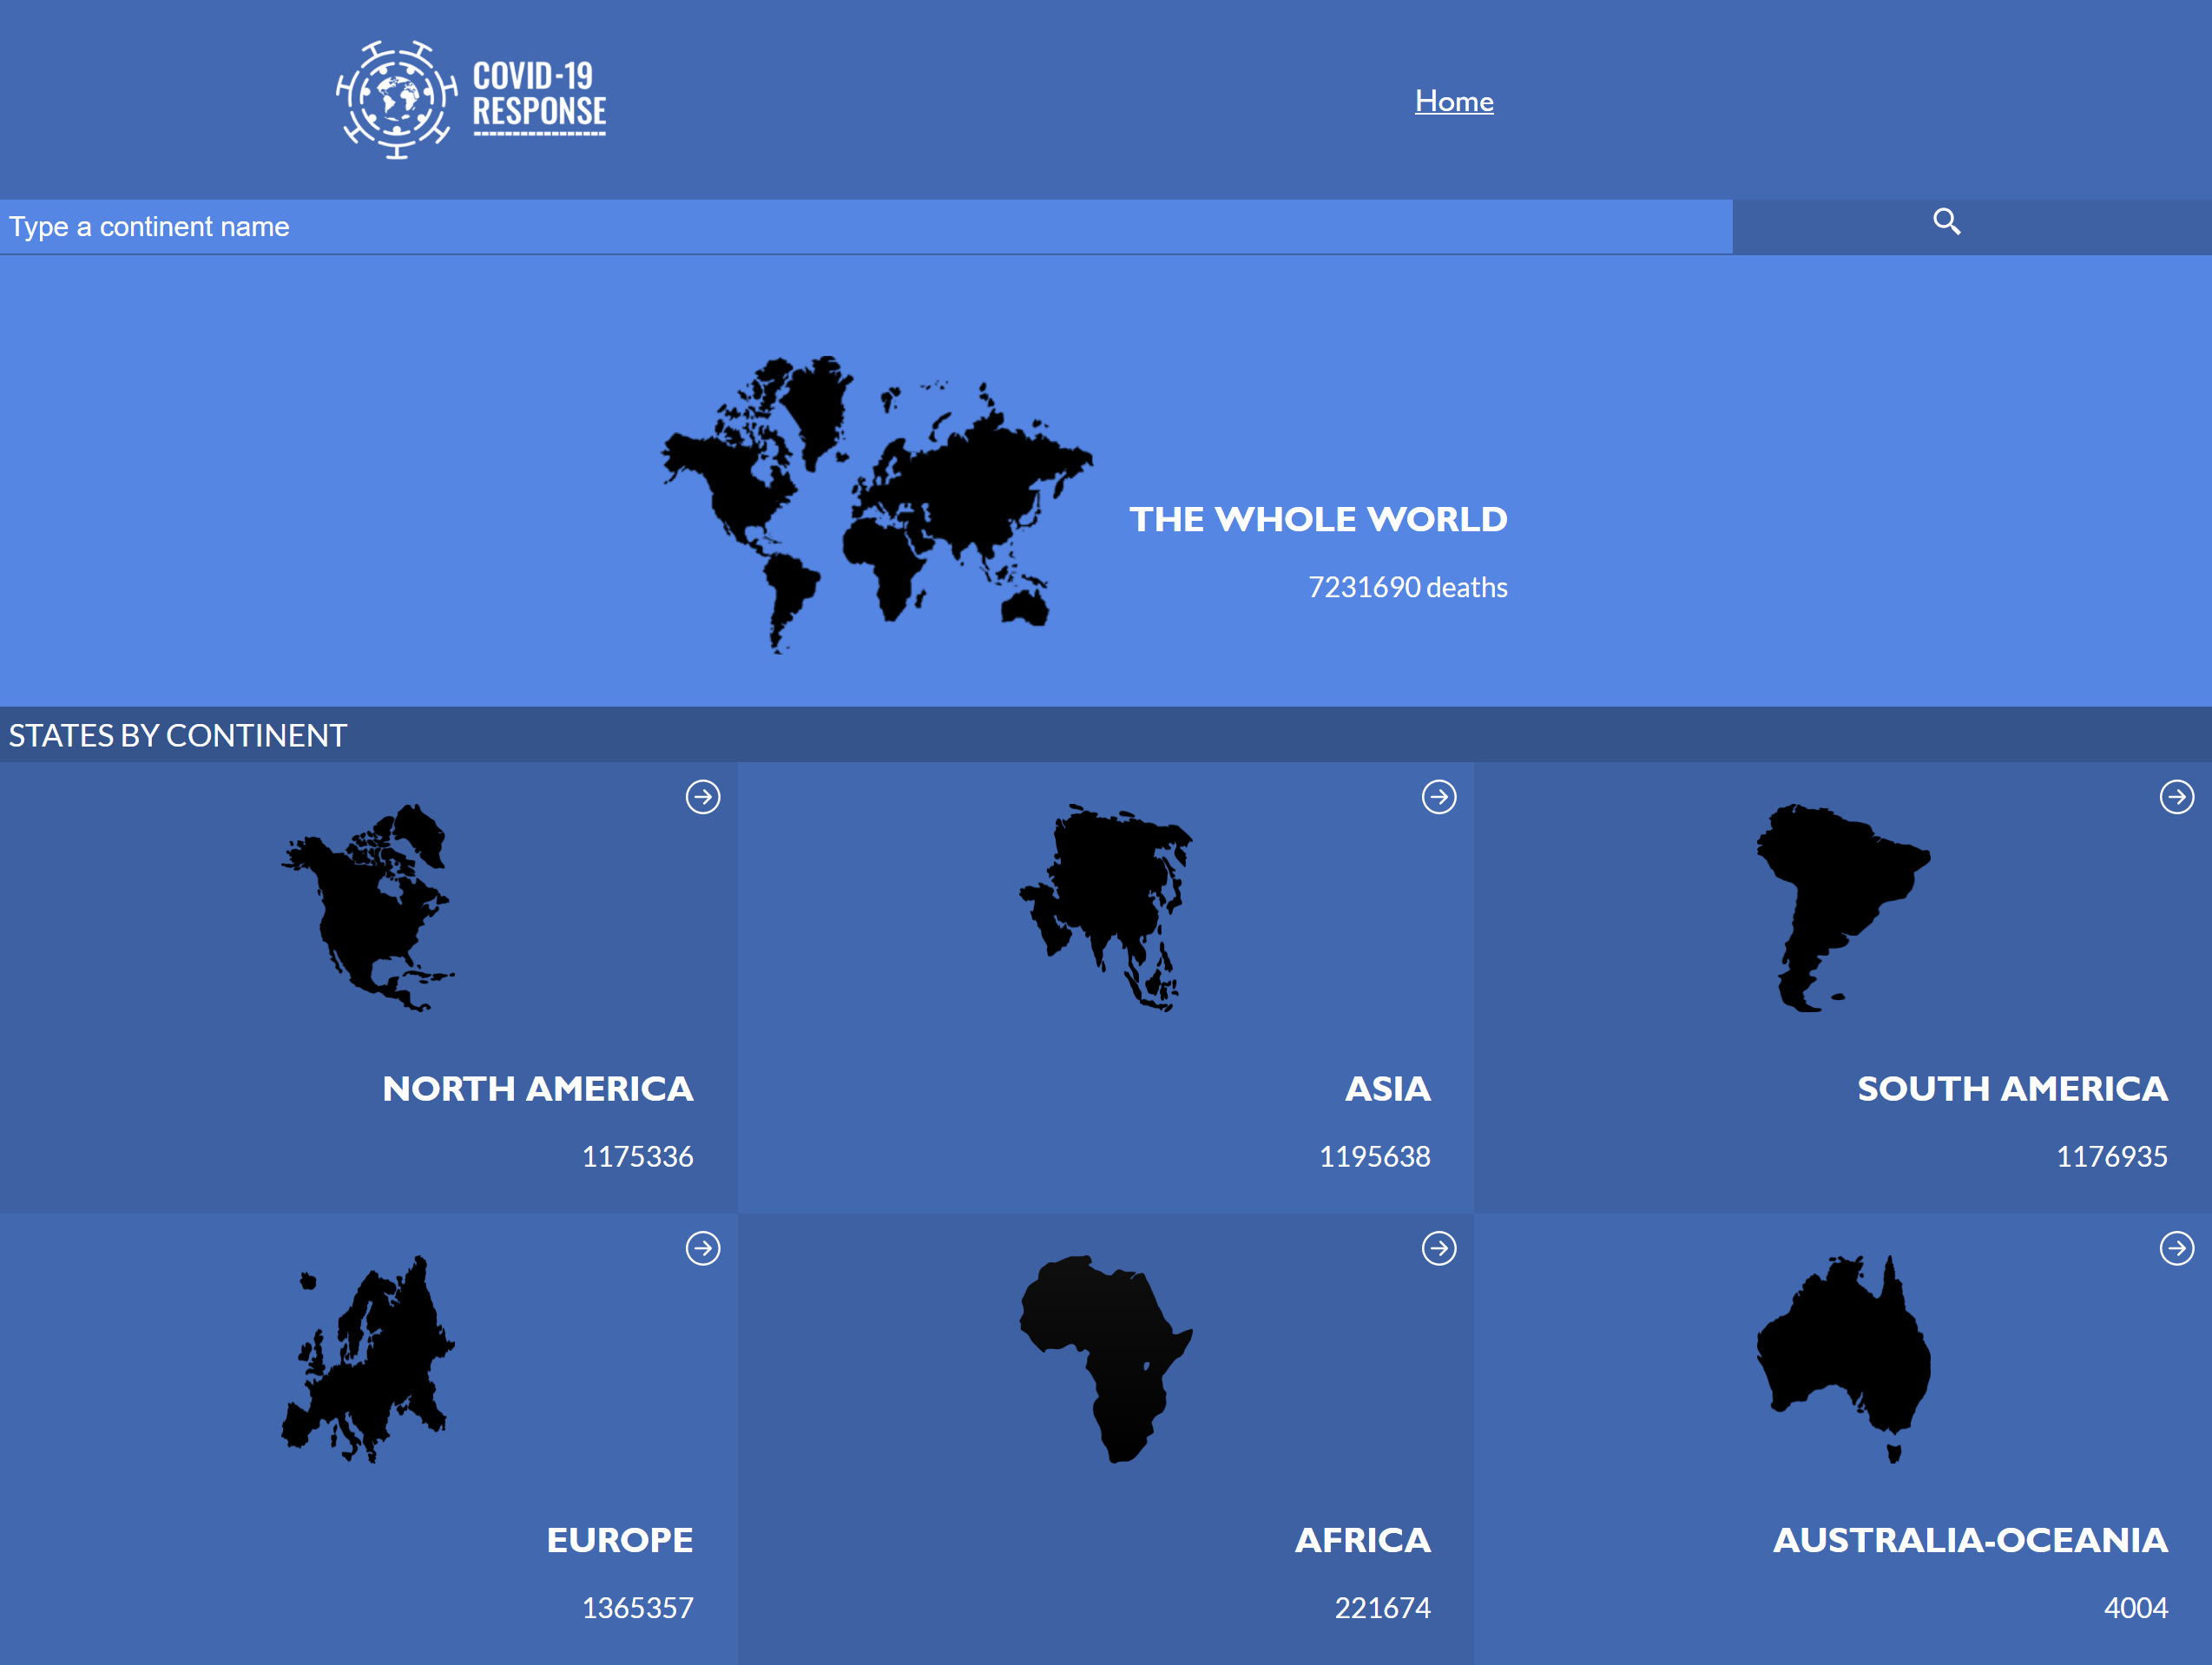 COVID-19
RESPONSE
Home
Type a continent name
THE WHOLE WORLD
7231690 deaths
STATES BY CONTINENT
NORTH AMERICA
1175336
ASIA
1195638
SOUTH AMERICA
1176935
EUROPE
1365357
AFRICA
221674
AUSTRALIA-OCEANIA
4004